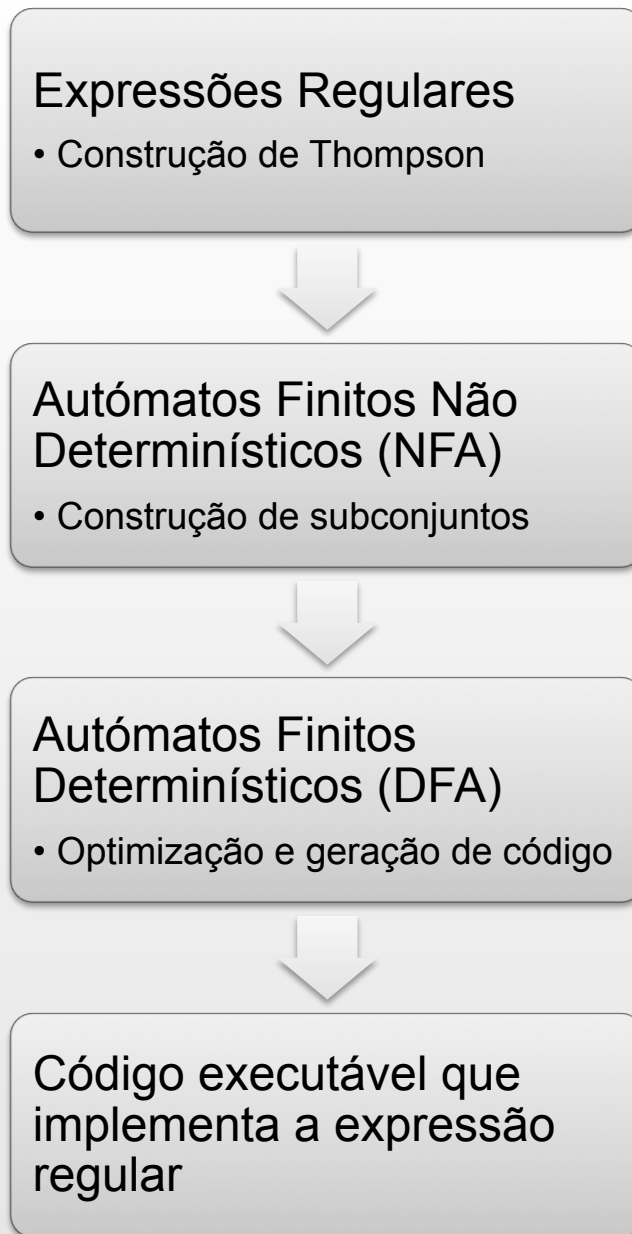 Expressões Regulares
• Construção de Thompson
Autómatos Finitos Não
Determinísticos (NFA)
• Construção de subconjuntos
Autómatos Finitos
Determinísticos (DFA)
• Optimização e geração de código
Código executável que
implementa a expressão
regular